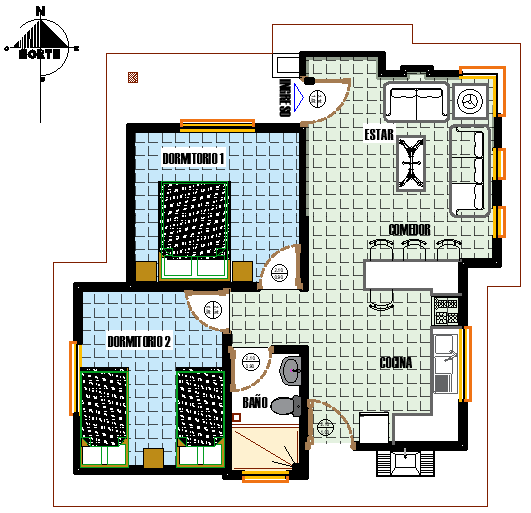 N
O E
NORTE
INGRESO
ESTAR
DORMITORIO 1
COMEDOR
DORMITORIO 2
COCINA
BAÑO